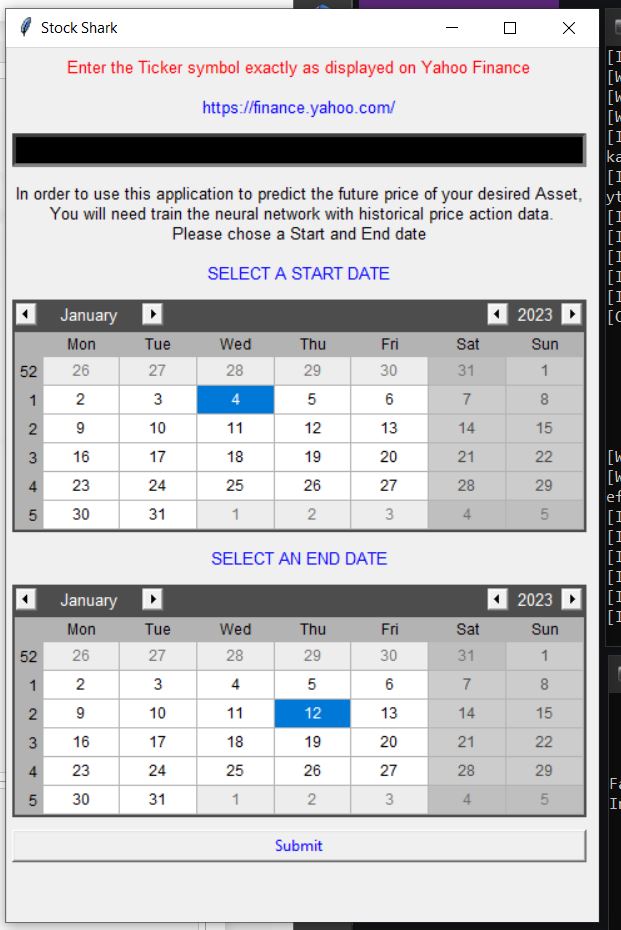 Stock Shark
Enter the Ticker symbol exactly as displayed on Yahoo Finance
https://finance.yahoo.com/
In order to use this application to predict the future price of your desired Asset,
You will need train the neural network with historical price action data.
Please chose a Start and End date
SELECT A START DATE
January 2023
Mon Tue Wed Thu Fri Sat Sun
52 26 27 28 29 30 31 1
1 2 3 4 5 6 7 8
2 9 10 11 12 13 14 15
3 16 17 18 19 20 21 22
4 23 24 25 26 27 28 29
5 30 31 1 2 3 4 5
SELECT AN END DATE
January 2023
Mon Tue Wed Thu Fri Sat Sun
52 26 27 28 29 30 31 1
1 2 3 4 5 6 7 8
2 9 10 11 12 13 14 15
3 16 17 18 19 20 21 22
4 23 24 25 26 27 28 29
5 30 31 1 2 3 4 5
Submit